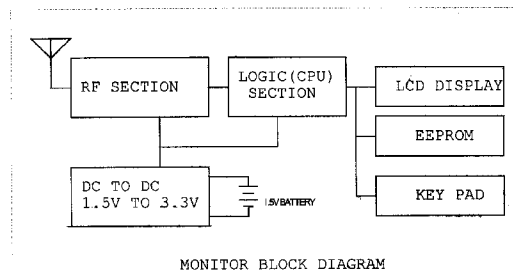 RF SECTION
LOGIC(CPU)
SECTION
LCD DISPLAY
EEPROM
KEY PAD
DC TO DC
1.5V TO 3.3V
1.5V BATTERY
MONITOR BLOCK DIAGRAM